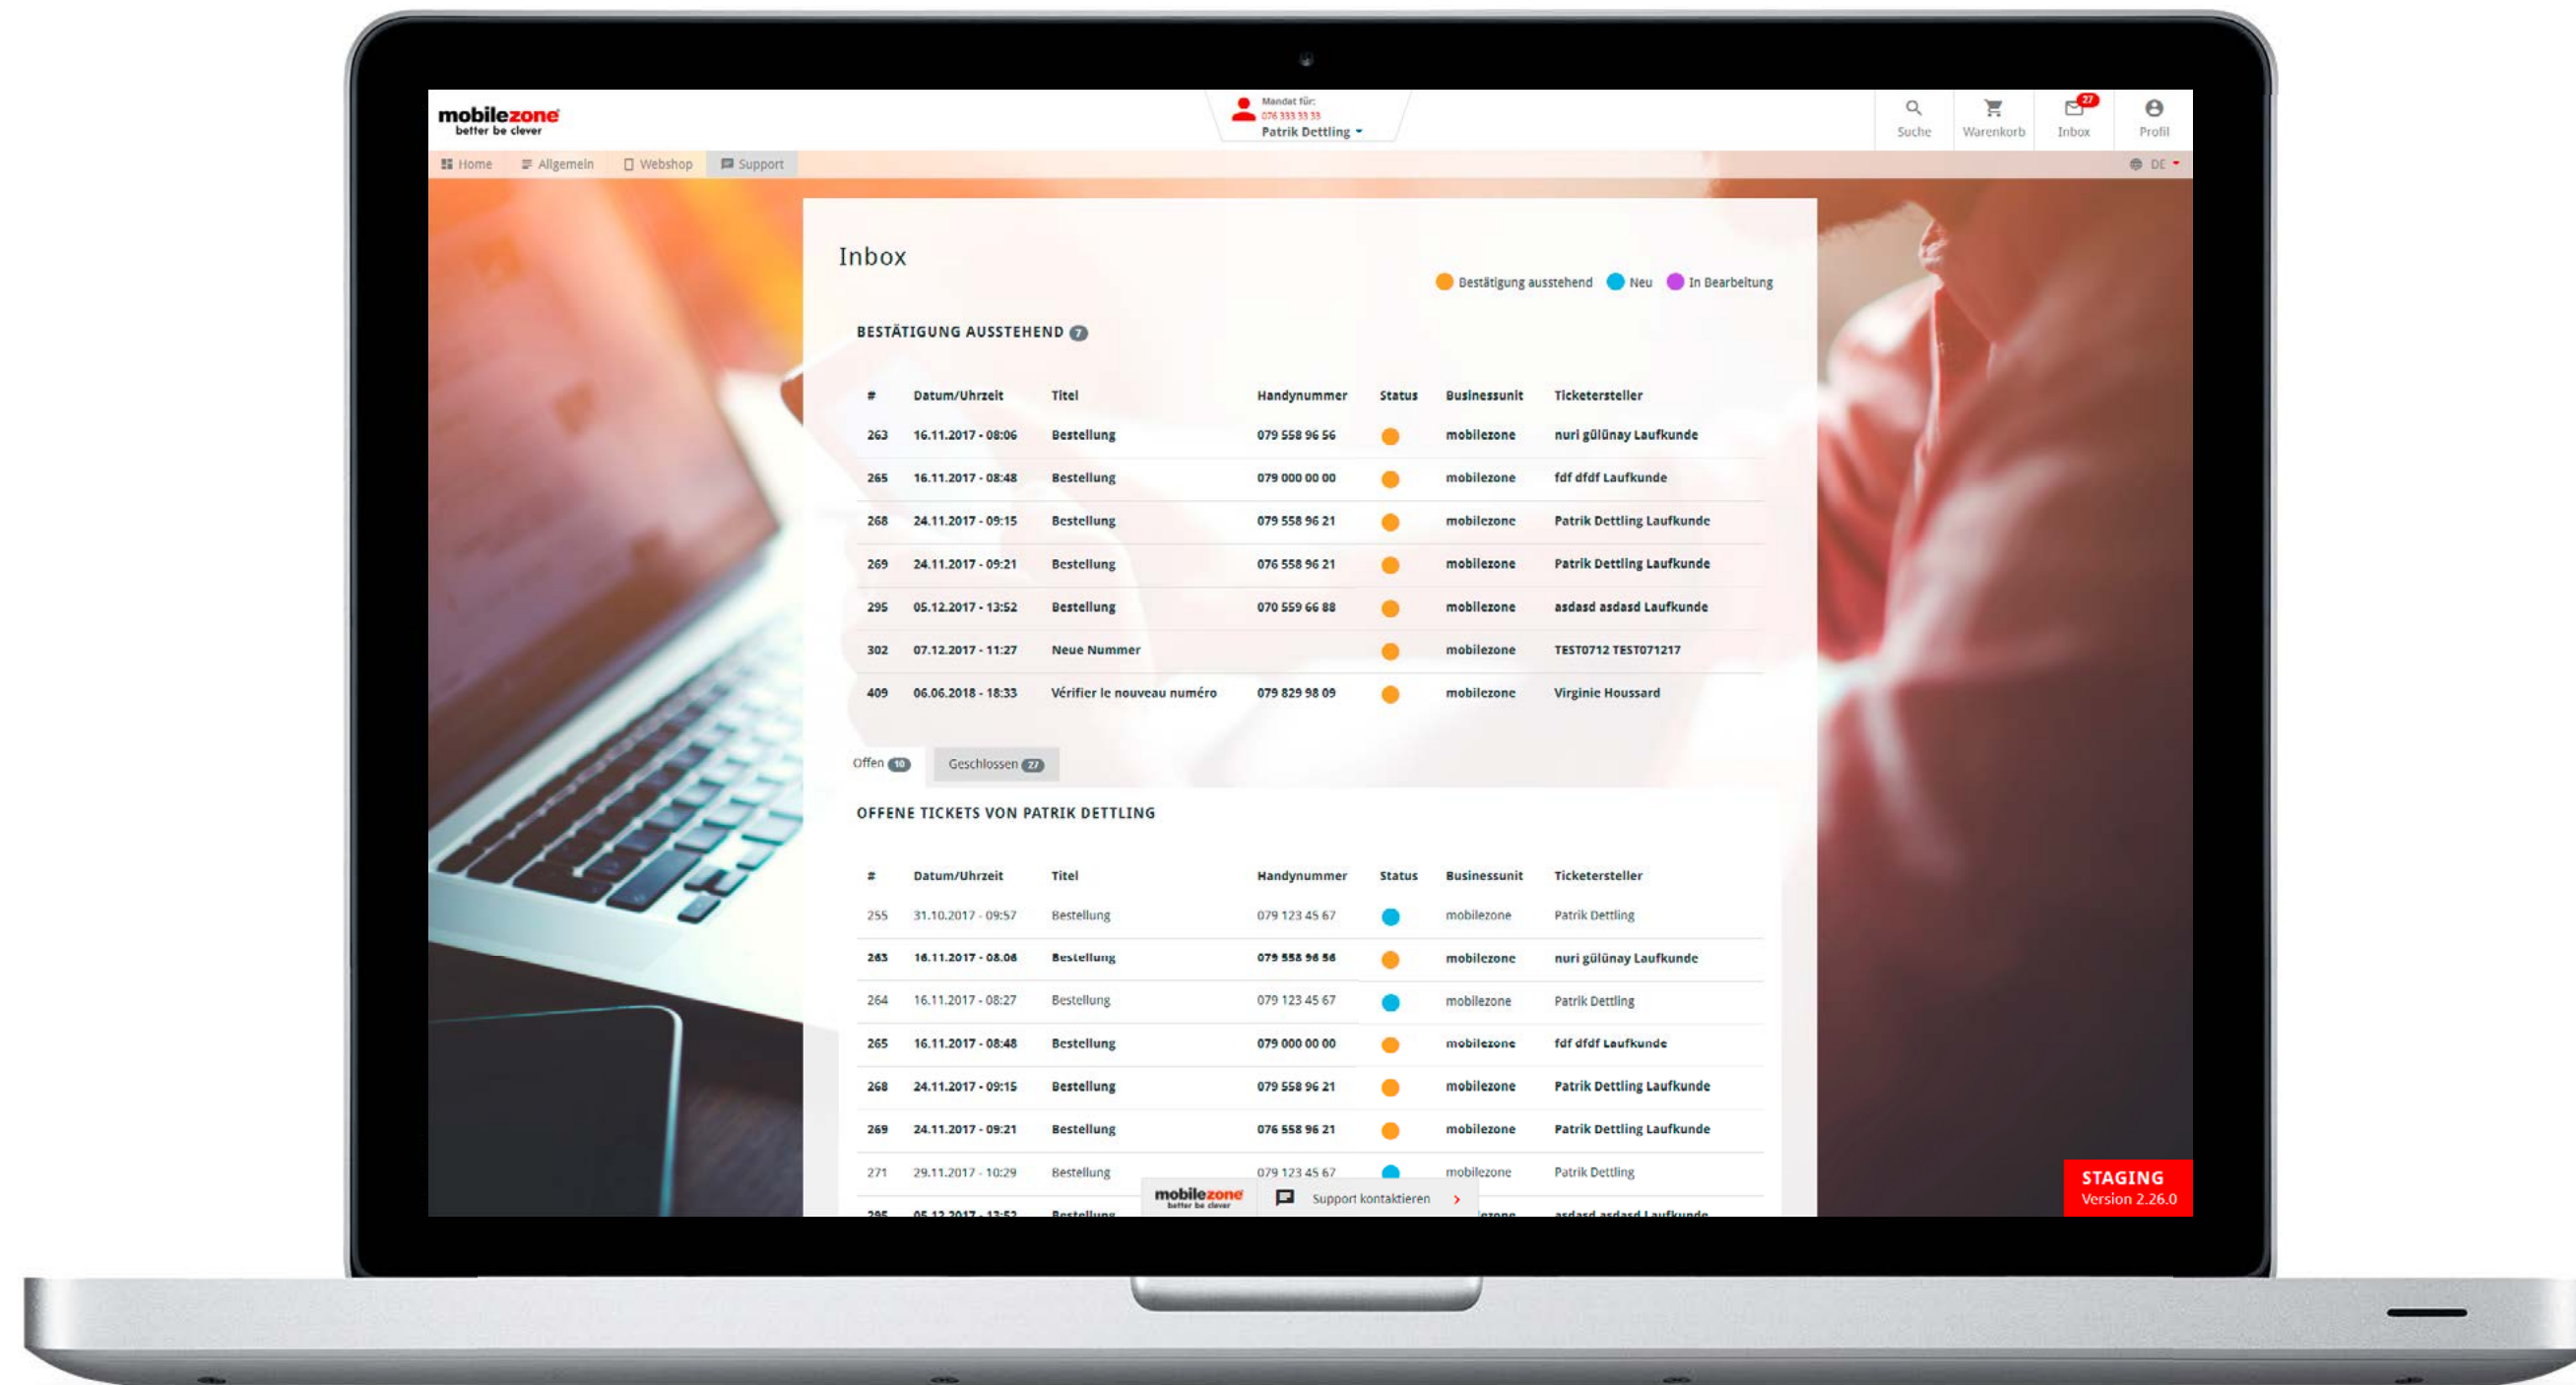 mobilezone
better be clever
Mandat für:
076 333 33 33
Patrik Dettling
Suche
Warenkorb
27
Inbox
Profil
Home
Allgemein
Webshop
Support
DE
Inbox
Bestätigung ausstehend Neu In Bearbeitung
BESTÄTIGUNG AUSSTEHEND 7
# Datum/Uhrzeit Titel Handynummer Status Businessunit Ticketersteller
263 16.11.2017 - 08:06 Bestellung 079 558 96 56 mobilezone nuri gülünay Laufkunde
265 16.11.2017 - 08:48 Bestellung 079 000 00 00 mobilezone fdf dfdf Laufkunde
268 24.11.2017 - 09:15 Bestellung 079 558 96 21 mobilezone Patrik Dettling Laufkunde
269 24.11.2017 - 09:21 Bestellung 076 558 96 21 mobilezone Patrik Dettling Laufkunde
295 05.12.2017 - 13:52 Bestellung 070 559 66 88 mobilezone asdasd asdasd Laufkunde
302 07.12.2017 - 11:27 Neue Nummer mobilezone TEST0712 TEST071217
409 06.06.2018 - 18:33 Vérifier le nouveau numéro 079 829 98 09 mobilezone Virginie Houssard
Offen 10 Geschlossen 27
OFFENE TICKETS VON PATRIK DETTLING
# Datum/Uhrzeit Titel Handynummer Status Businessunit Ticketersteller
255 31.10.2017 - 09:57 Bestellung 079 123 45 67 mobilezone Patrik Dettling
263 16.11.2017 - 08:06 Bestellung 079 558 96 56 mobilezone nuri gülünay Laufkunde
264 16.11.2017 - 08:27 Bestellung 079 123 45 67 mobilezone Patrik Dettling
265 16.11.2017 - 08:48 Bestellung 079 000 00 00 mobilezone fdf dfdf Laufkunde
268 24.11.2017 - 09:15 Bestellung 079 558 96 21 mobilezone Patrik Dettling Laufkunde
269 24.11.2017 - 09:21 Bestellung 076 558 96 21 mobilezone Patrik Dettling Laufkunde
271 29.11.2017 - 10:29 Bestellung 079 123 45 67 mobilezone Patrik Dettling
295 05.12.2017 - 13:52 Bestellung asdasd asdasd Laufkunde
mobilezone
better be clever
Support kontaktieren
STAGING
Version 2.26.0